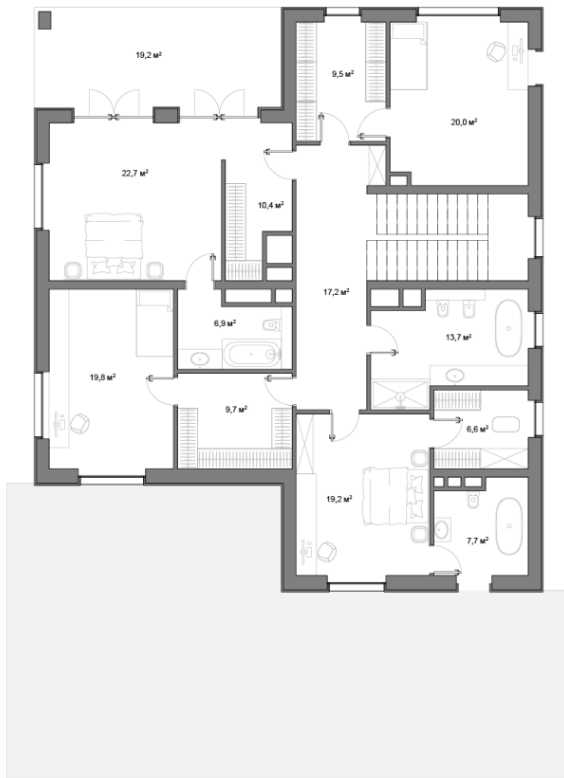 19,2 м²
9,5 м²
20,0 м²
22,7 м²
10,4 м²
17,2 м²
6,9 м²
13,7 м²
19,8 м²
9,7 м²
6,6 м²
19,2 м²
7,7 м²